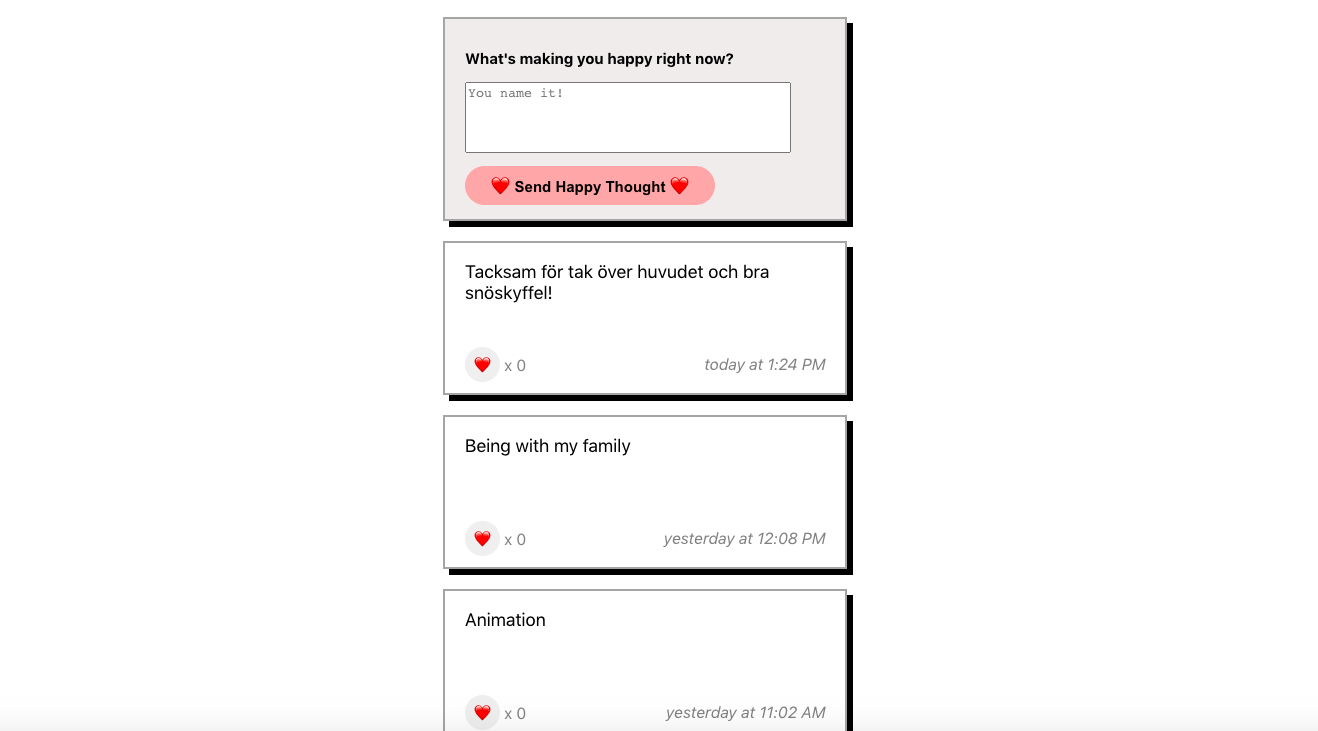 What's making you happy right now?
You name it!
❤️ Send Happy Thought ❤️
Tacksam för tak över huvudet och bra
snöskyffel!
❤️ x 0 today at 1:24 PM
Being with my family
❤️ x 0 yesterday at 12:08 PM
Animation
❤️ x 0 yesterday at 11:02 AM